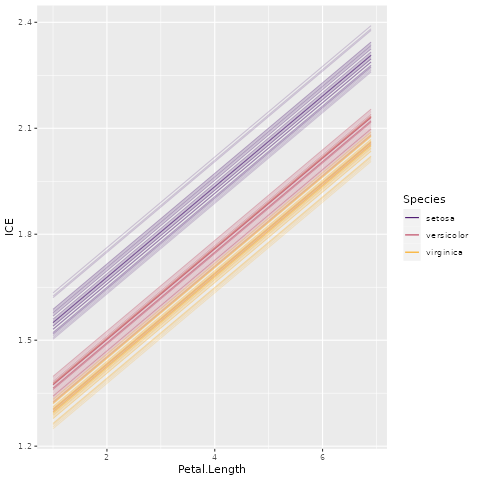 2.4
2.1
1.8
1.5
1.2
ICE
2
4
6
Petal.Length
Species
setosa
versicolor
virginica